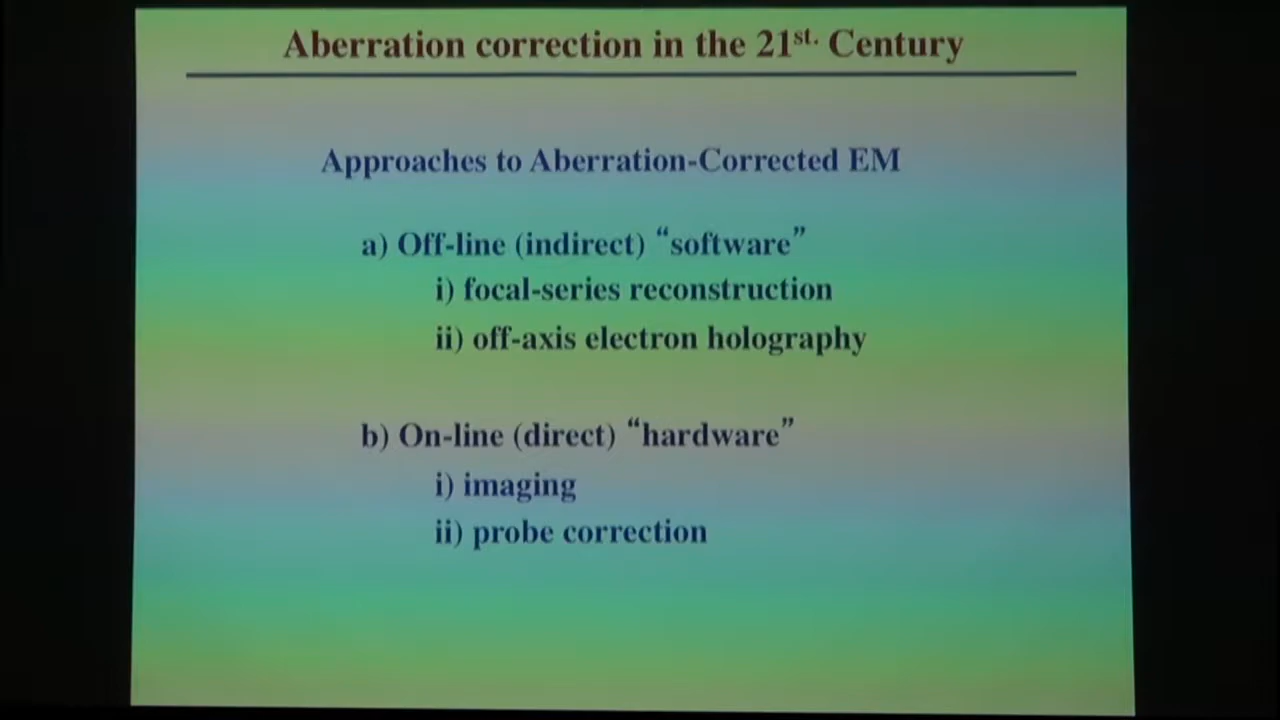 Aberration correction in the 21st. Century
Approaches to Aberration-Corrected EM
a) Off-line (indirect) “software”
i) focal-series reconstruction
ii) off-axis electron holography
b) On-line (direct) “hardware”
i) imaging
ii) probe correction